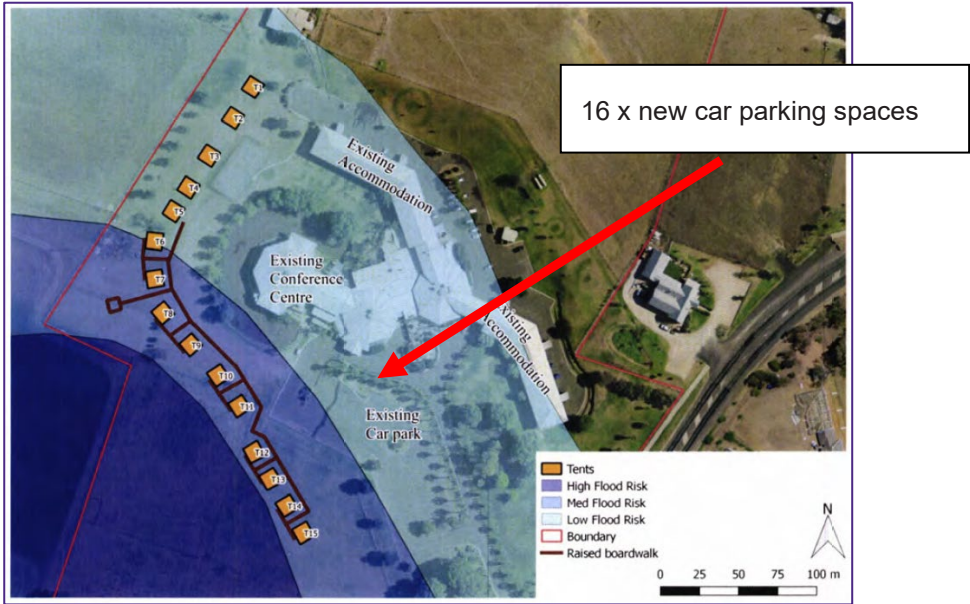 16 x new car parking spaces
T1
T2
T3
T4
T5
T6
T7
T8
T9
T10
T11
T12
T13
T14
T15
Existing
Accommodation
Existing
Conference
Centre
Existing
Accommodation
Existing
Car park
Tents
High Flood Risk
Med Flood Risk
Low Flood Risk
Boundary
Raised boardwalk
N
0 25 50 75 100 m